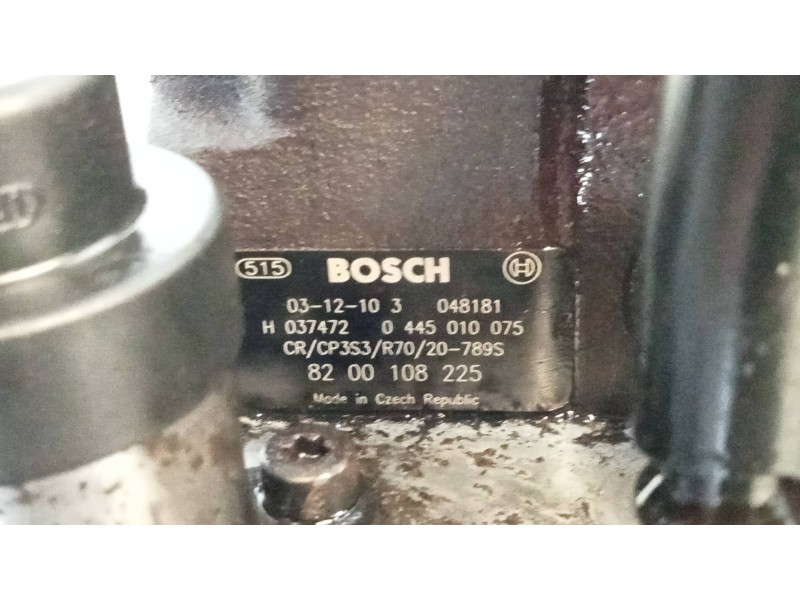 515 BOSCH
03-12-10 3 048181
H 037472 0 445 010 075
CR/CP3S3/R70/20-789S
82 00 108 225
Made in Czech Republic